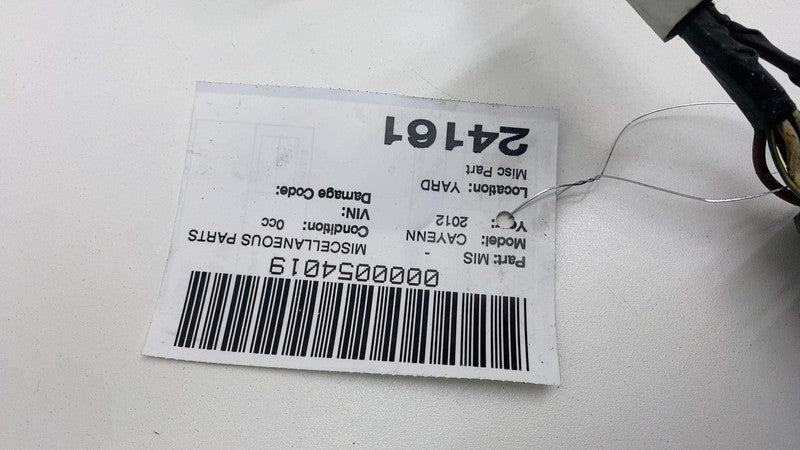 0000054019
Part: MIS - MISCELLANEOUS PARTS
Model: CAYENN Condition: 0cc
2012 VIN:
Location: YARD Damage Code:
Misc Part
24161